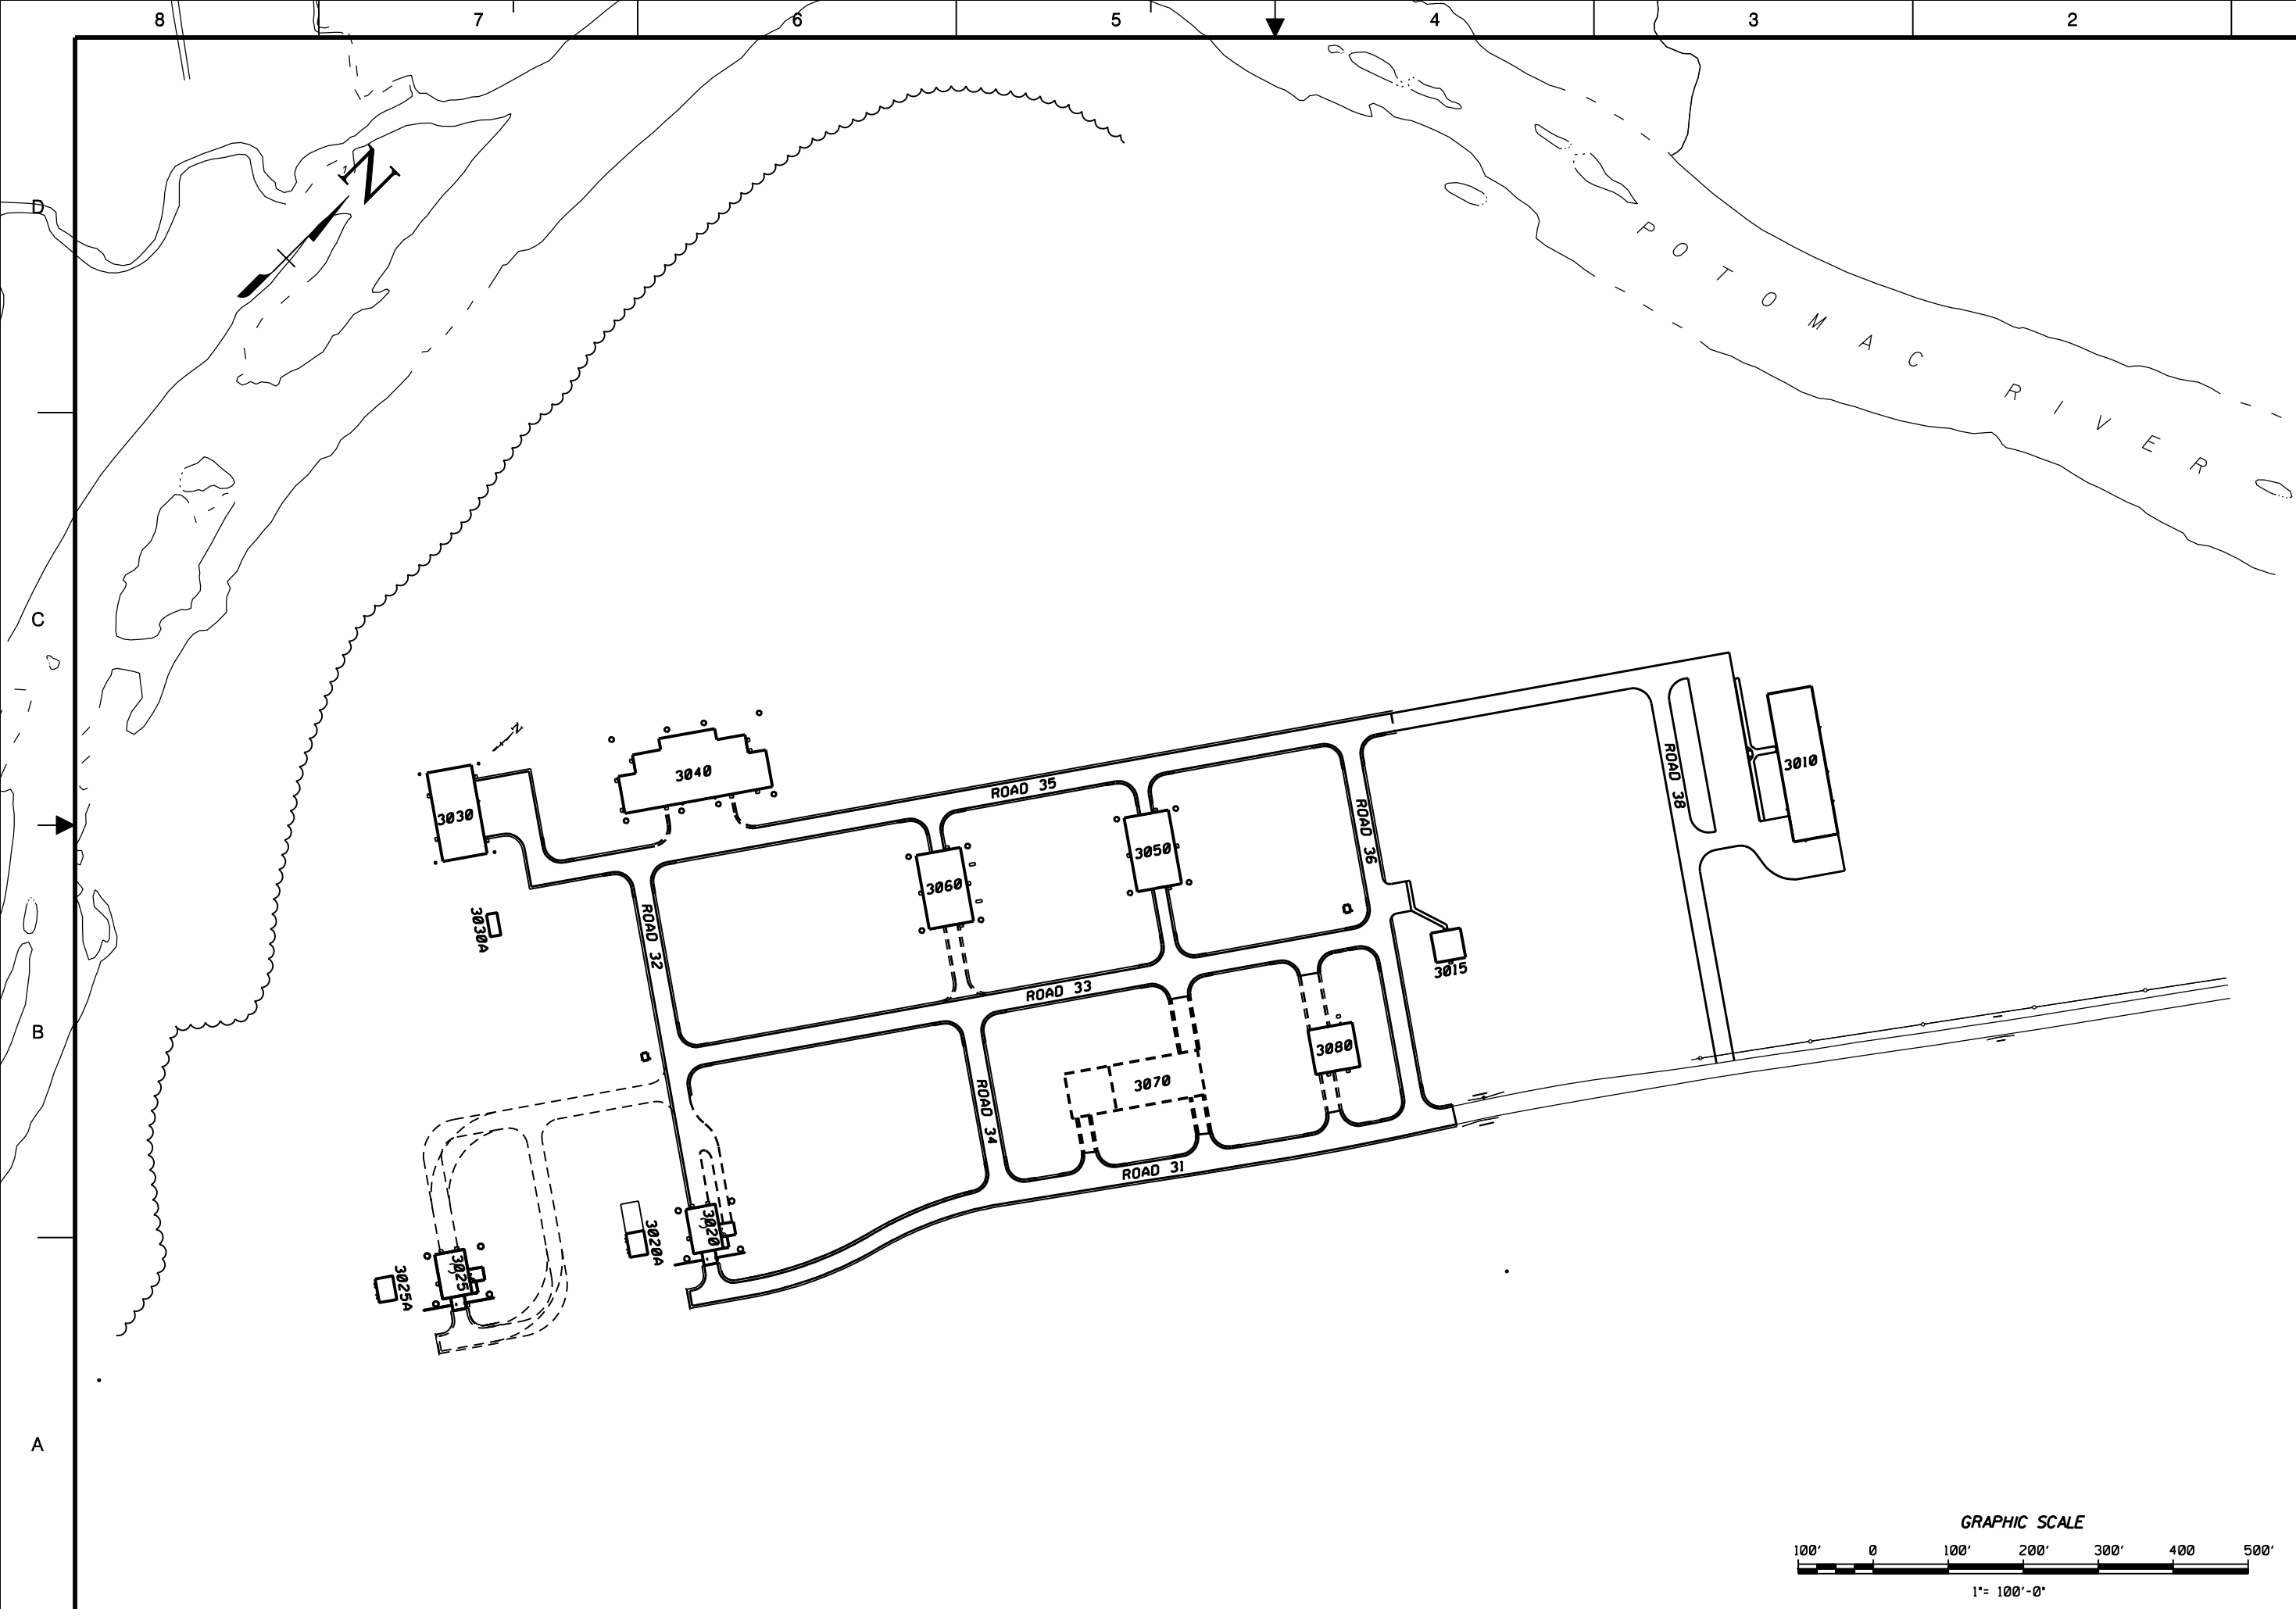 8 7 6 5 4 3 2
D
N
POTOMAC RIVER
C
N
3040
3030
ROAD 35
ROAD 38
3010
ROAD 36
3050
3060
3030A
ROAD 32
3015
ROAD 33
B
3080
3070
ROAD 34
ROAD 31
3020
3020A
3025
3025A
A
GRAPHIC SCALE
100' 0 100' 200' 300' 400 500'
1"= 100'-0"